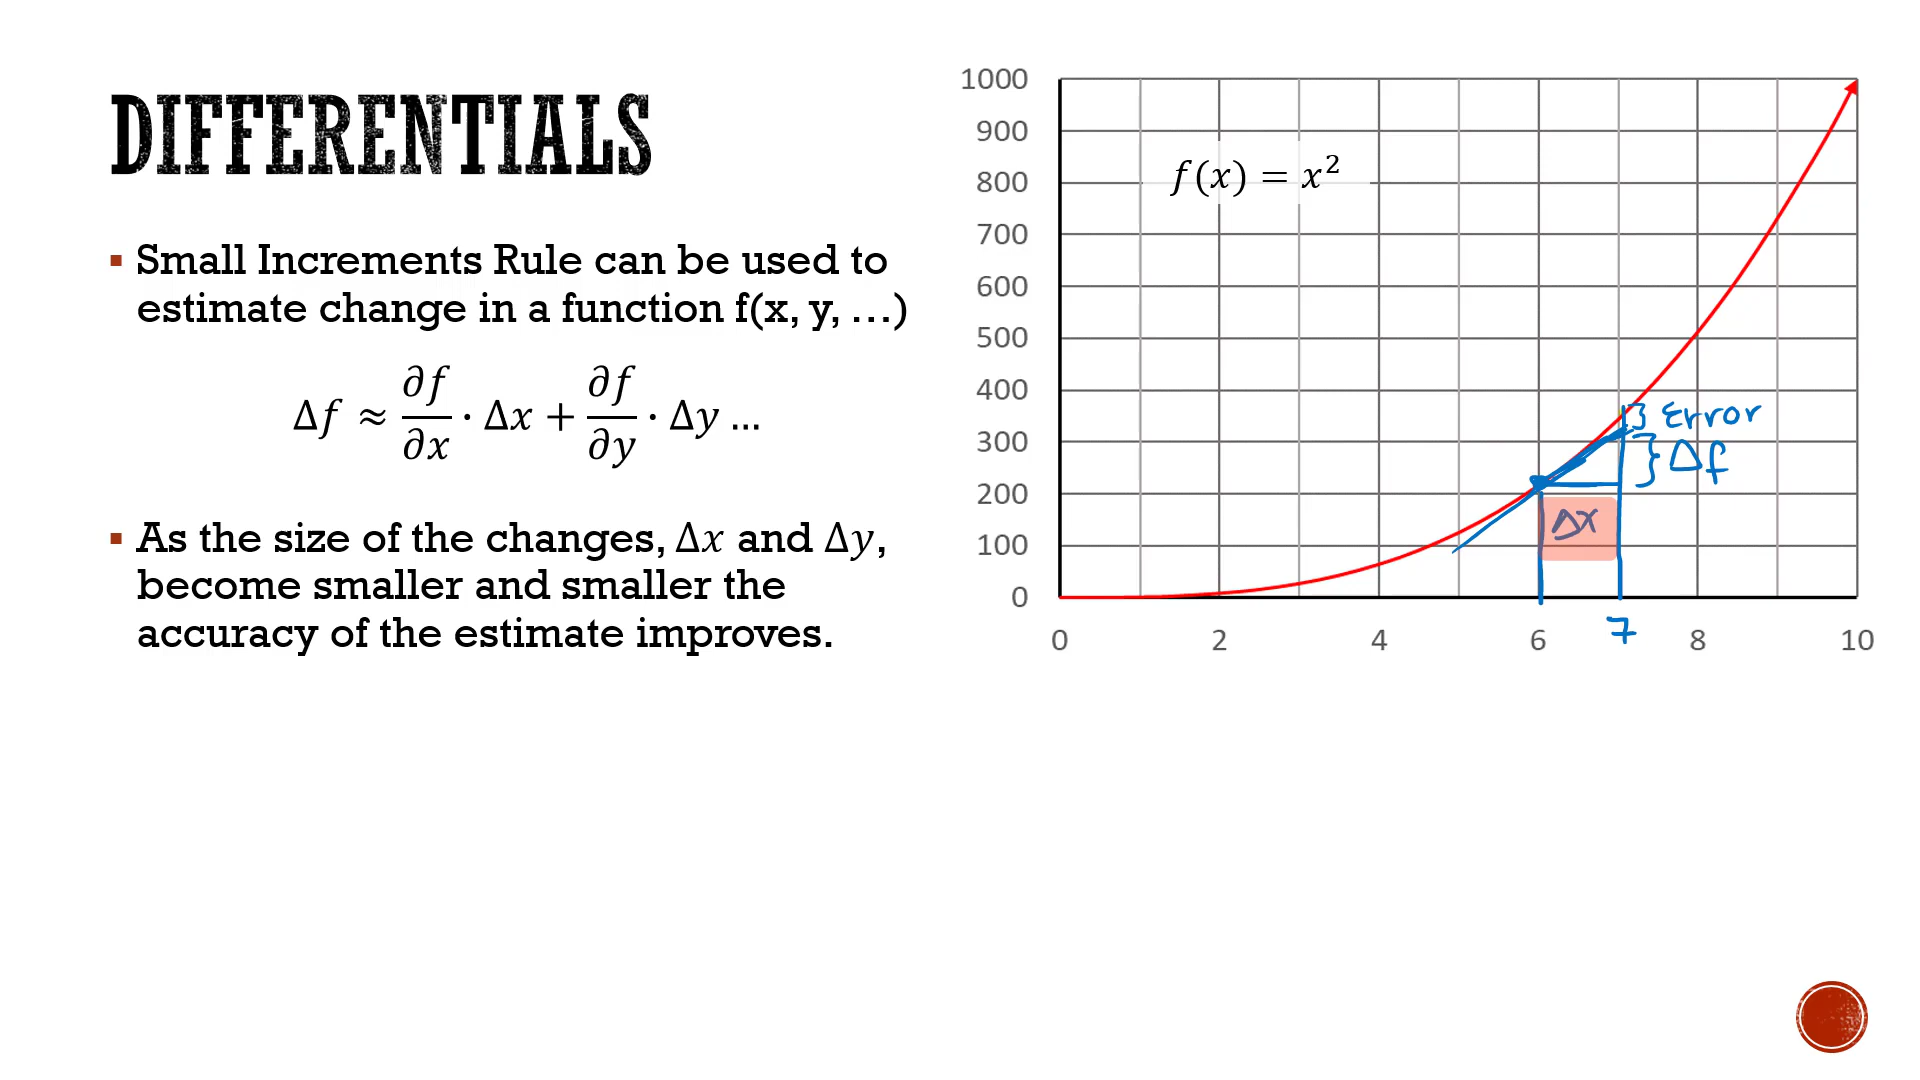 DIFFERENTIALS
▪ Small Increments Rule can be used to
estimate change in a function f(x, y, …)
Δf ≈ ∂f/∂x · Δx + ∂f/∂y · Δy …
▪ As the size of the changes, Δx and Δy,
become smaller and smaller the
accuracy of the estimate improves.
1000
900
800
700
600
500
400
300
200
100
0
f(x) = x²
} Error
} Δf
Δx
0 2 4 6 7 8 10